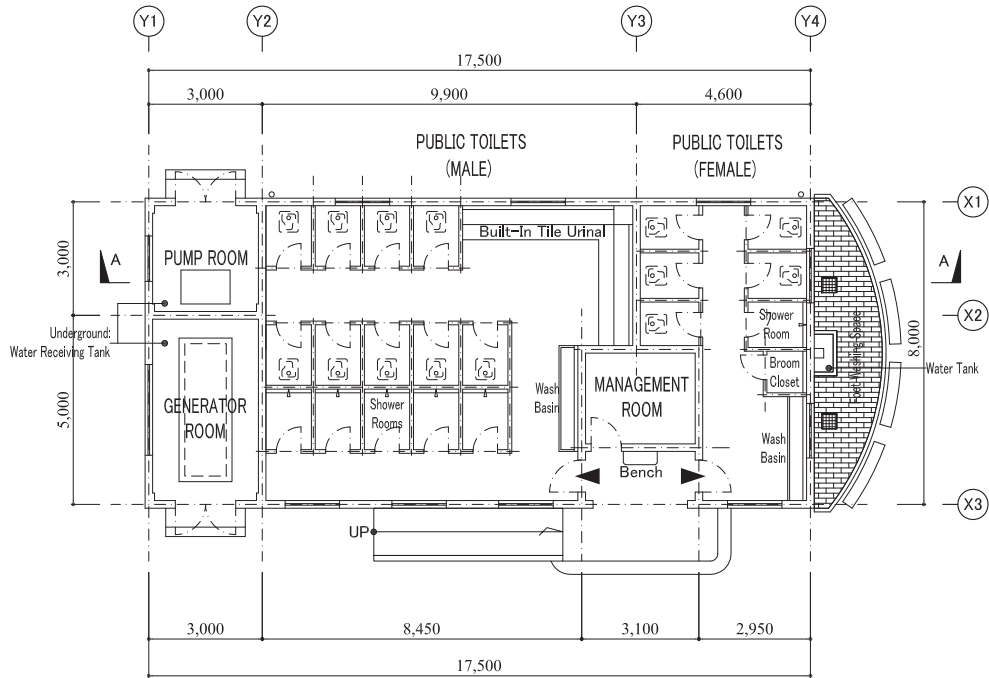 Y1
Y2
Y3
Y4
17,500
3,000
9,900
4,600
PUBLIC TOILETS
(MALE)
PUBLIC TOILETS
(FEMALE)
X1
3,000
A
PUMP ROOM
Built-In Tile Urinal
A
Underground:
Water Receiving Tank
Shower
Room
X2
8,000
Foot Washing Space
Water Tank
Broom
Closet
5,000
GENERATOR
ROOM
Shower
Rooms
Wash
Basin
MANAGEMENT
ROOM
Wash
Basin
Bench
X3
UP
3,000
8,450
3,100
2,950
17,500